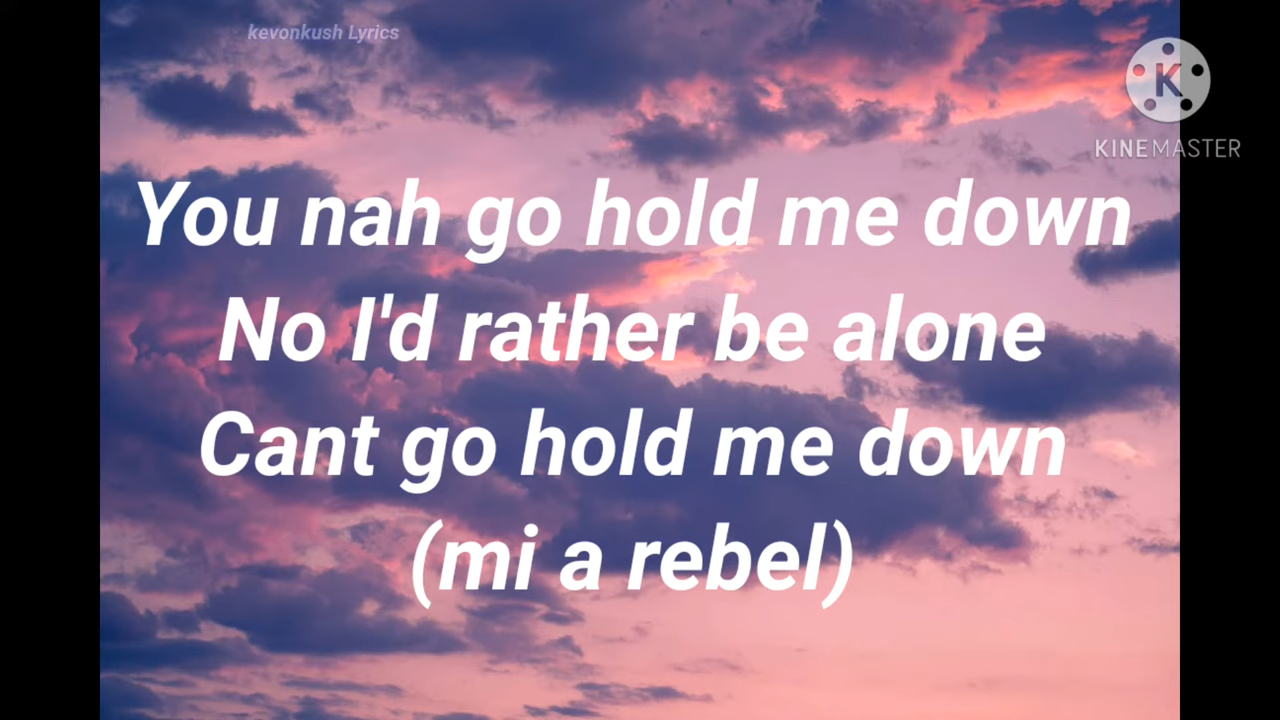 kevonkush Lyrics
K
KINEMASTER
You nah go hold me down
No I'd rather be alone
Cant go hold me down
(mi a rebel)